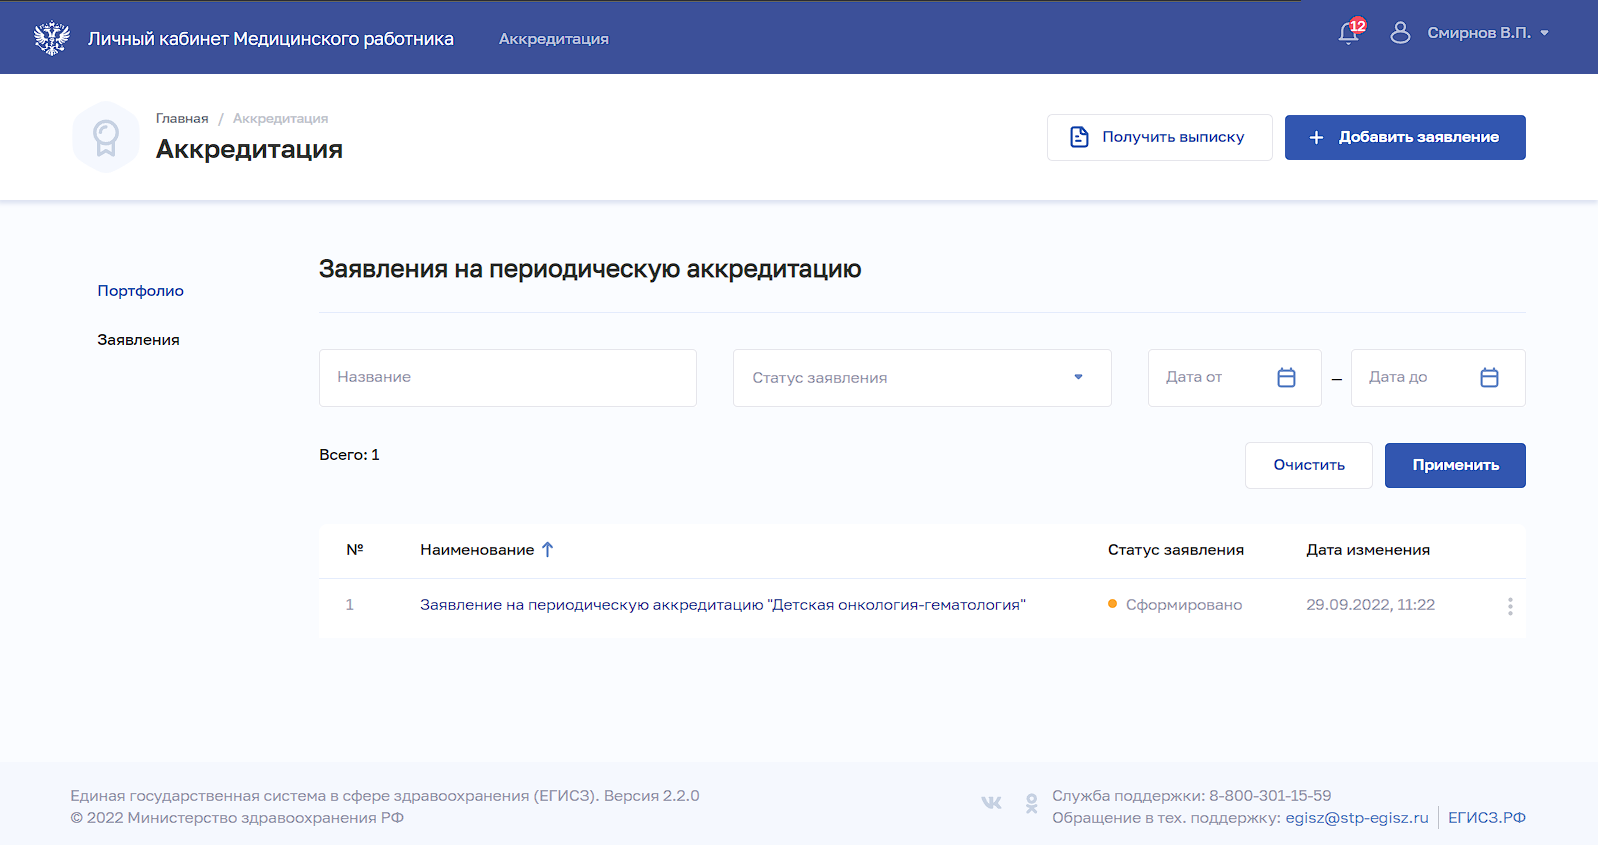 Личный кабинет Медицинского работника
Аккредитация
12
Смирнов В.П.
Главная / Аккредитация
Аккредитация
Получить выписку
+ Добавить заявление
Портфолио
Заявления
Заявления на периодическую аккредитацию
Название
Статус заявления
Дата от
–
Дата до
Всего: 1
Очистить
Применить
№ Наименование Статус заявления Дата изменения
1 Заявление на периодическую аккредитацию "Детская онкология-гематология" Сформировано 29.09.2022, 11:22
Единая государственная система в сфере здравоохранения (ЕГИСЗ). Версия 2.2.0
© 2022 Министерство здравоохранения РФ
Служба поддержки: 8-800-301-15-59
Обращение в тех. поддержку: egisz@stp-egisz.ru
ЕГИСЗ.РФ